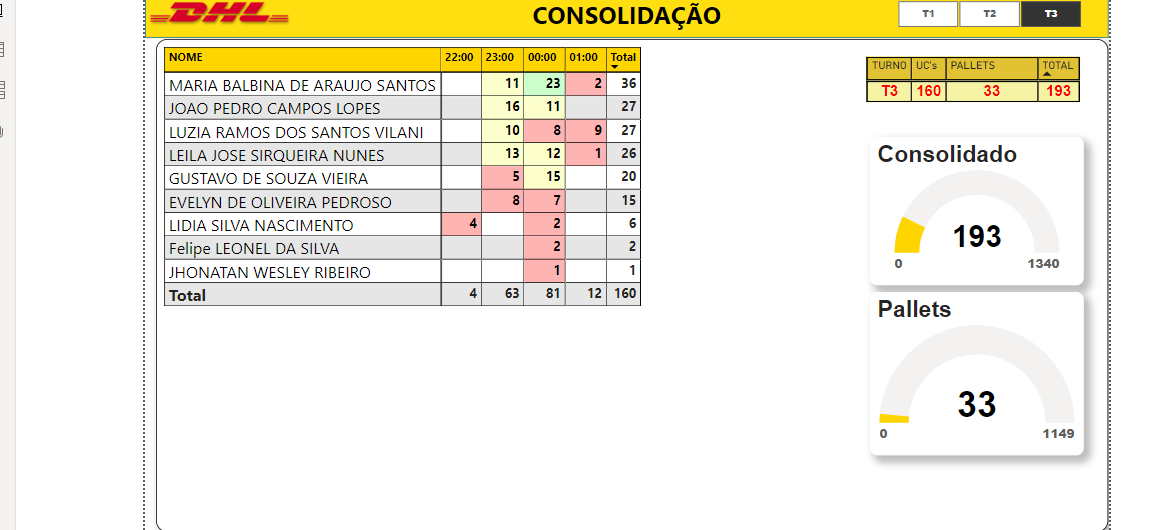 DHL
CONSOLIDAÇÃO
T1 T2 T3
NOME 22:00 23:00 00:00 01:00 Total
MARIA BALBINA DE ARAUJO SANTOS 11 23 2 36
JOAO PEDRO CAMPOS LOPES 16 11 27
LUZIA RAMOS DOS SANTOS VILANI 10 8 9 27
LEILA JOSE SIRQUEIRA NUNES 13 12 1 26
GUSTAVO DE SOUZA VIEIRA 5 15 20
EVELYN DE OLIVEIRA PEDROSO 8 7 15
LIDIA SILVA NASCIMENTO 4 2 6
Felipe LEONEL DA SILVA 2 2
JHONATAN WESLEY RIBEIRO 1 1
Total 4 63 81 12 160
TURNO UC's PALLETS TOTAL
T3 160 33 193
Consolidado
193
0 1340
Pallets
33
0 1149